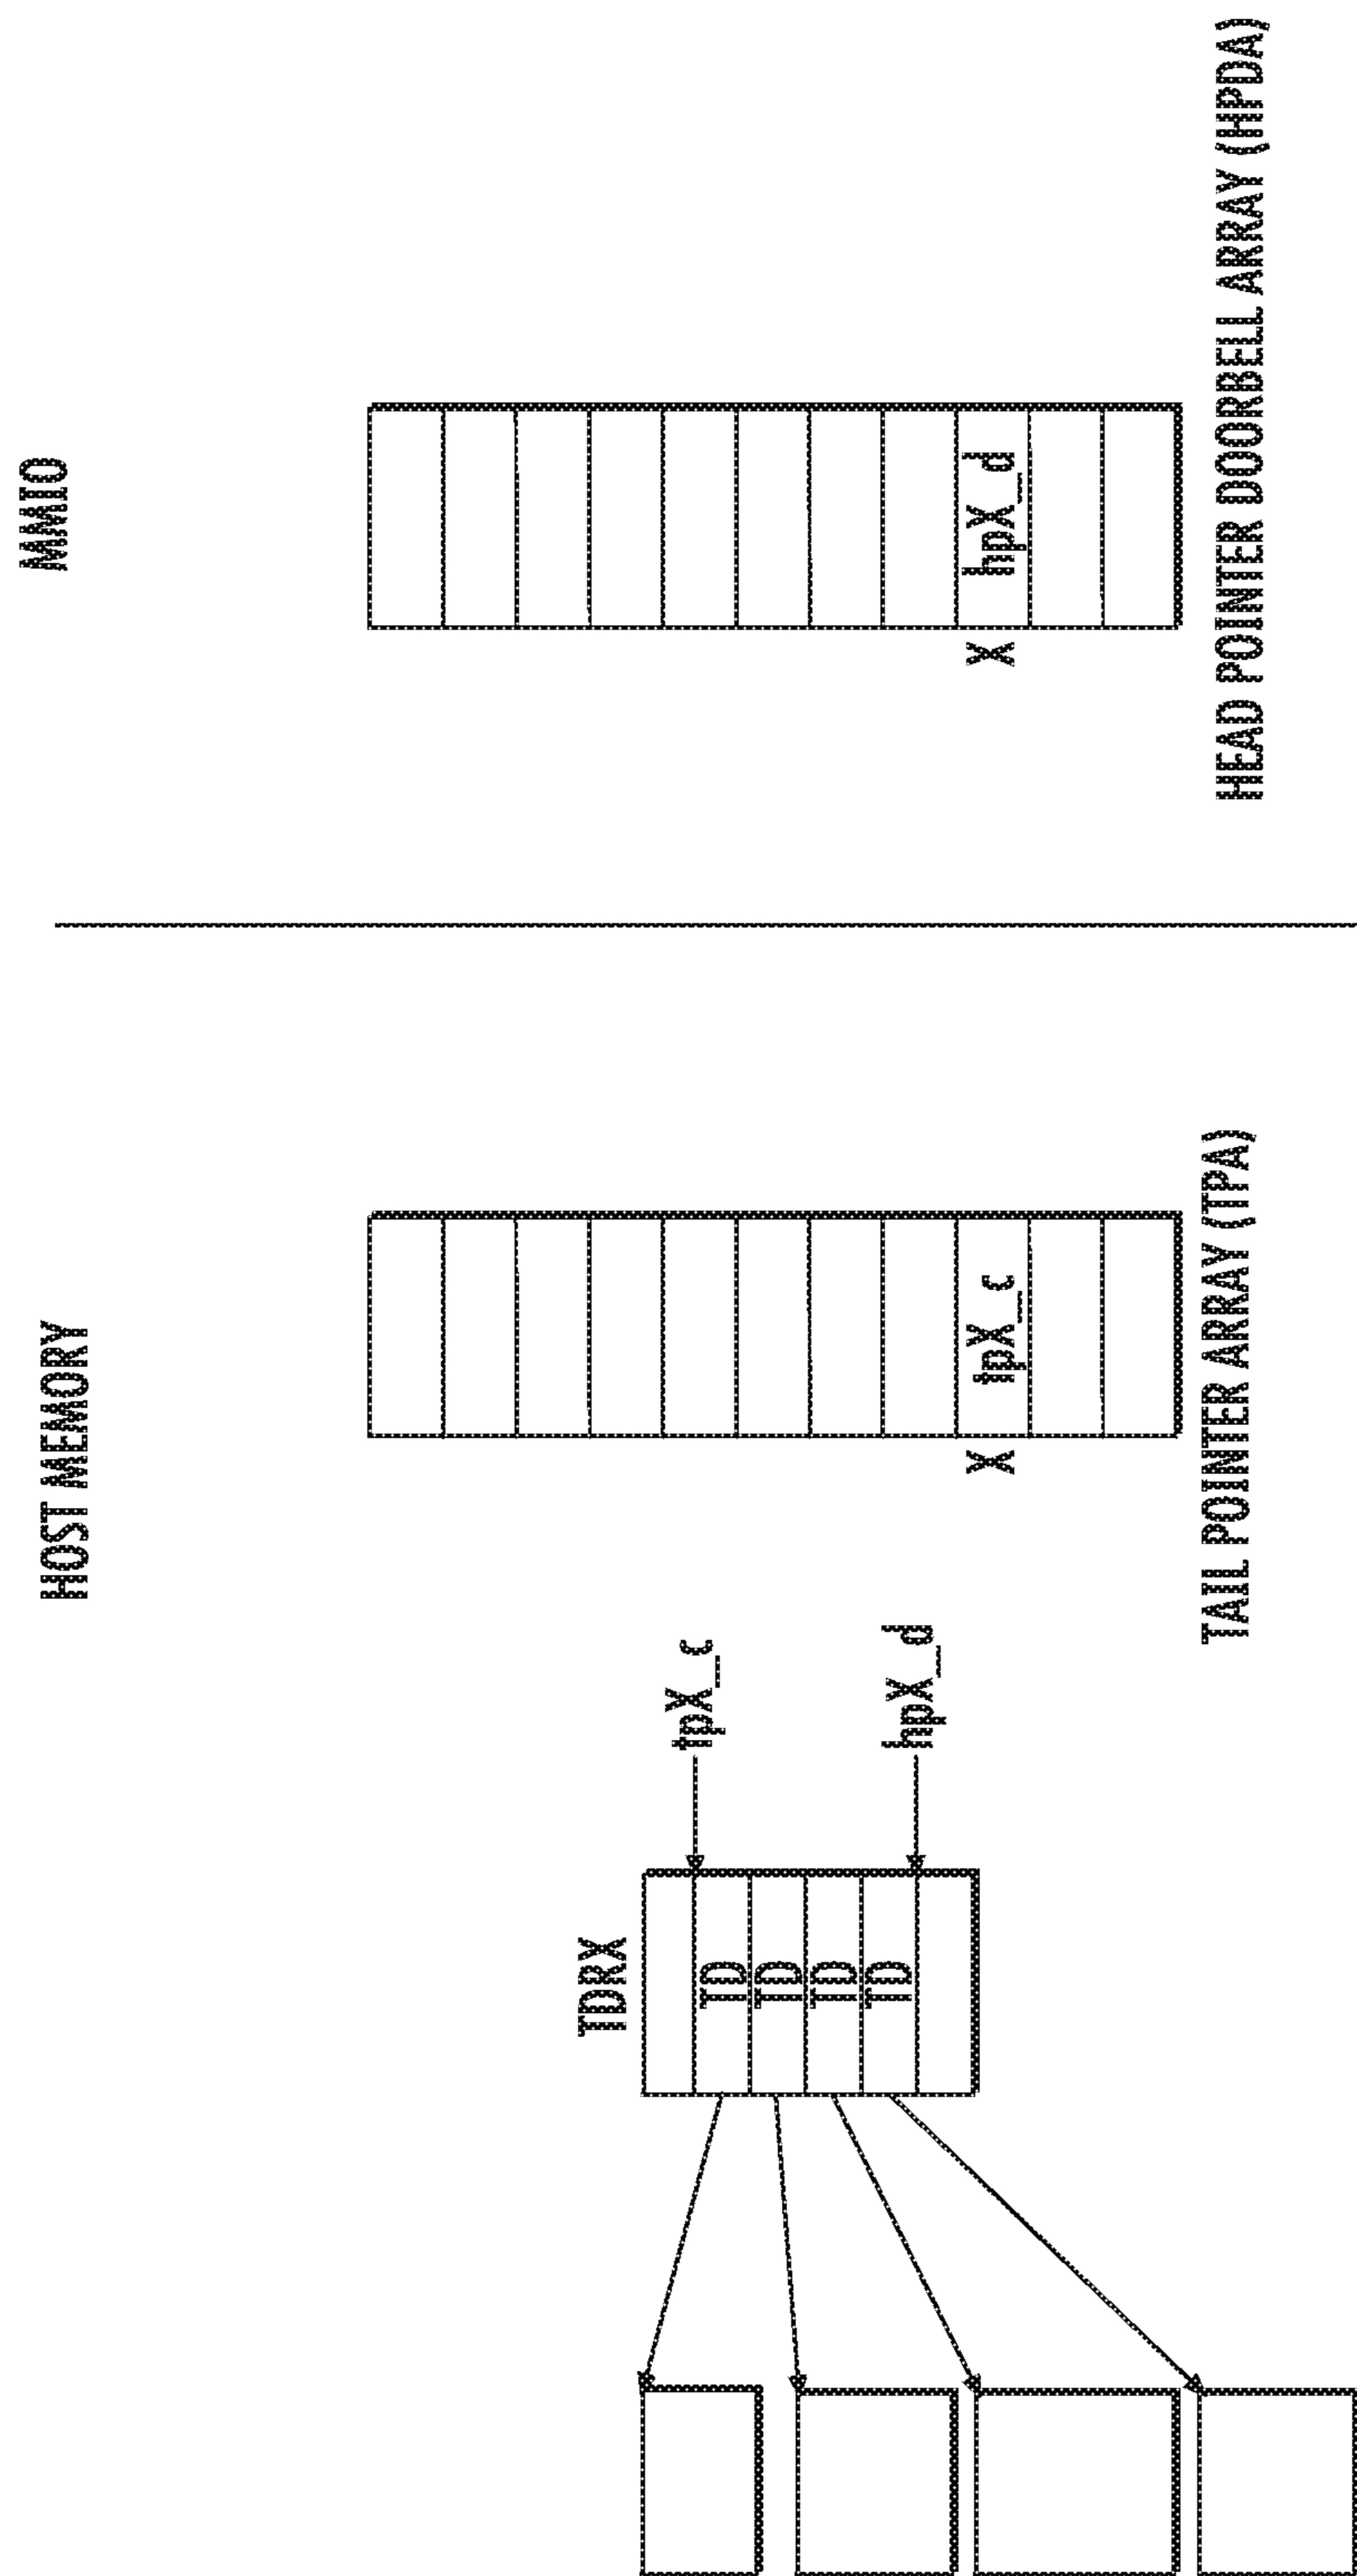 HOST MEMORY
MMIO
TDRX
tpX_c
TD
TD
TD
TD
hpX_d
X tpX_c
X hpX_d
TAIL POINTER ARRAY (TPA)
HEAD POINTER DOORBELL ARRAY (HPDA)